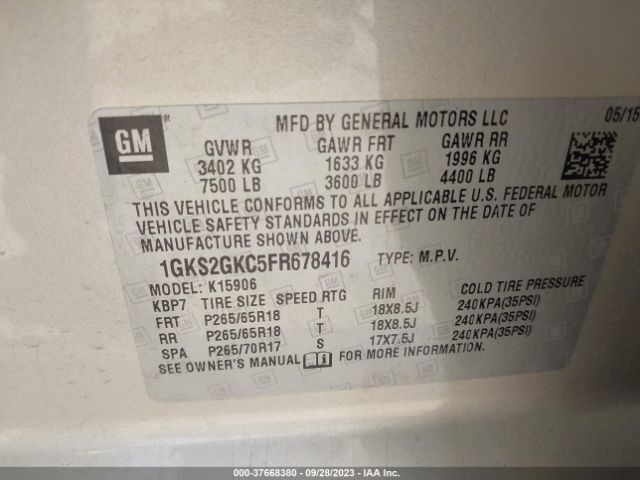 GM
MFD BY GENERAL MOTORS LLC 05/15
GVWR GAWR FRT GAWR RR
3402 KG 1633 KG 1996 KG
7500 LB 3600 LB 4400 LB
THIS VEHICLE CONFORMS TO ALL APPLICABLE U.S. FEDERAL MOTOR
VEHICLE SAFETY STANDARDS IN EFFECT ON THE DATE OF
MANUFACTURE SHOWN ABOVE.
1GKS2GKC5FR678416 TYPE: M.P.V.
MODEL: K15906
KBP7 TIRE SIZE SPEED RTG RIM COLD TIRE PRESSURE
FRT P265/65R18 T 18X8.5J 240KPA(35PSI)
RR P265/65R18 T 18X8.5J 240KPA(35PSI)
SPA P265/70R17 S 17X7.5J 240KPA(35PSI)
SEE OWNER'S MANUAL FOR MORE INFORMATION.
000-37668380 - 09/28/2023 - IAA Inc.